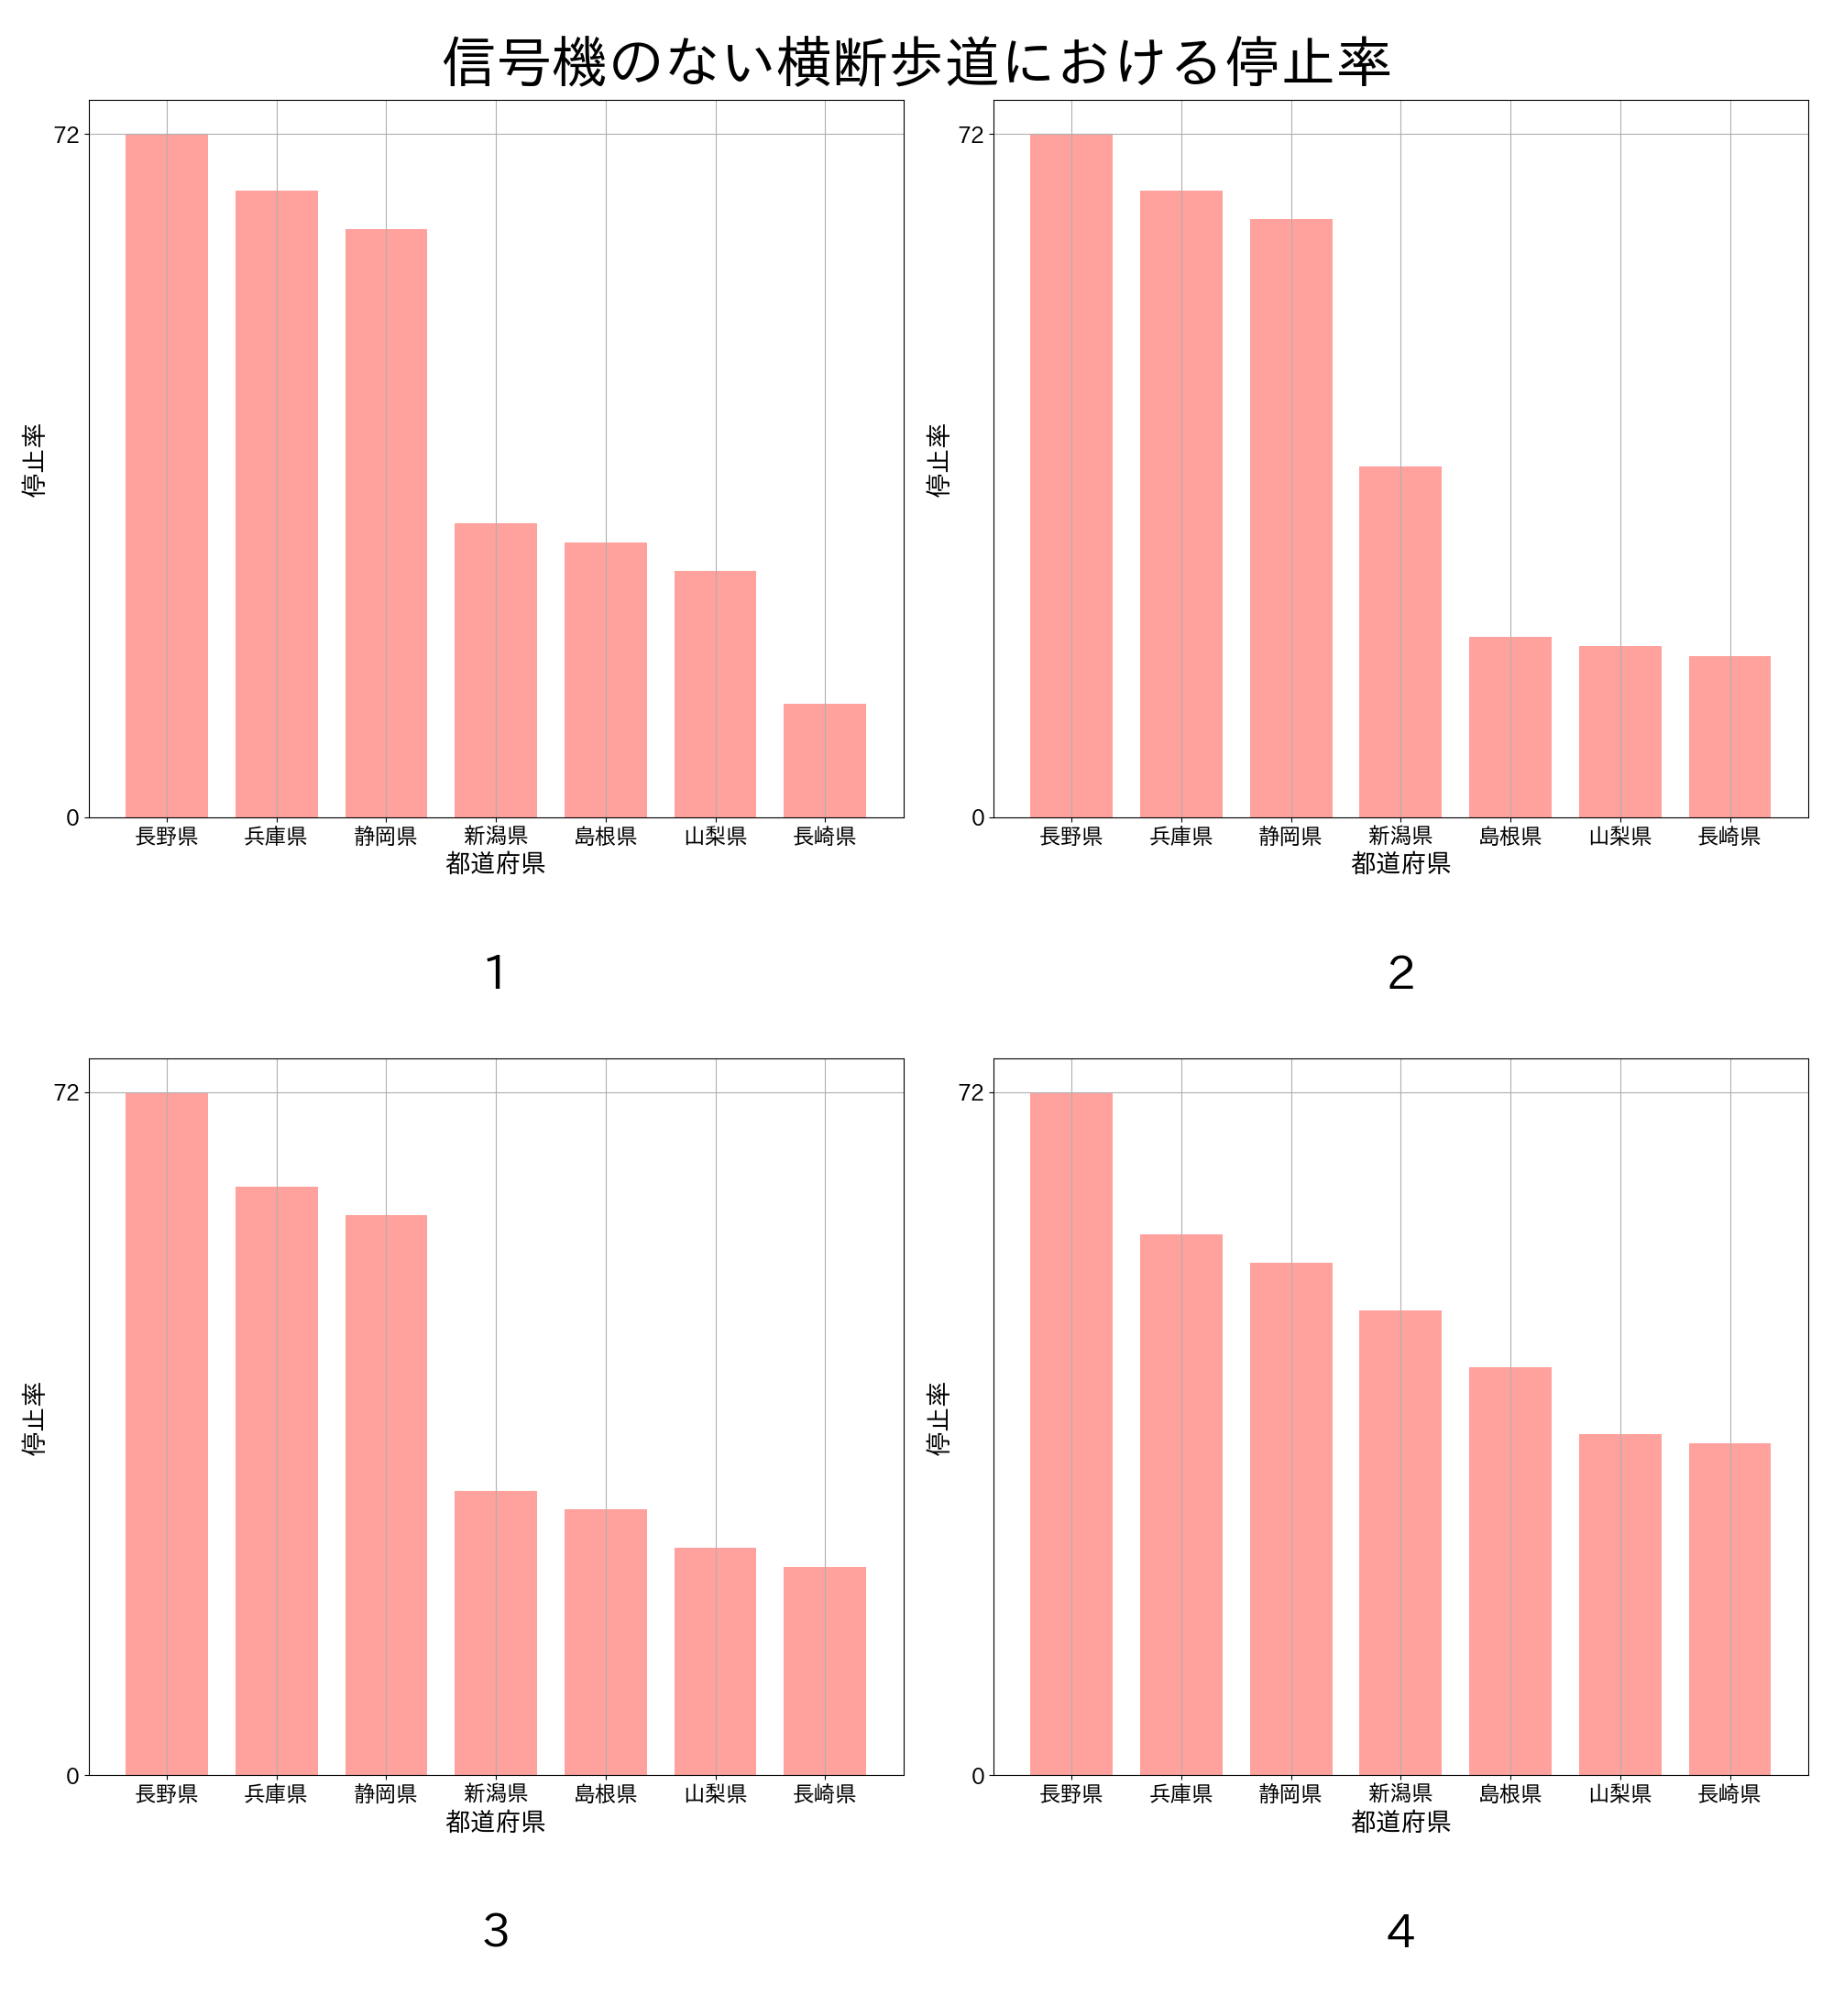 信号機のない横断歩道における停止率
72
停止率
0
長野県 兵庫県 静岡県 新潟県 島根県 山梨県 長崎県
都道府県
1
72
停止率
0
長野県 兵庫県 静岡県 新潟県 島根県 山梨県 長崎県
都道府県
2
72
停止率
0
長野県 兵庫県 静岡県 新潟県 島根県 山梨県 長崎県
都道府県
3
72
停止率
0
長野県 兵庫県 静岡県 新潟県 島根県 山梨県 長崎県
都道府県
4